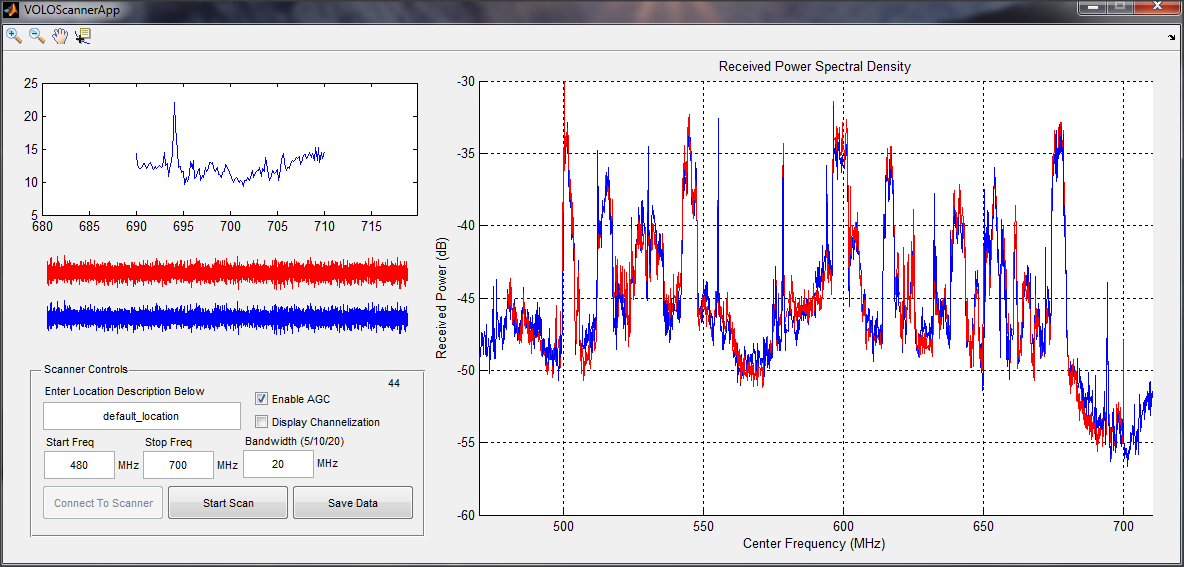 VOLOScannerApp
25
20
15
10
5
680 685 690 695 700 705 710 715
Scanner Controls
44
Enter Location Description Below
default_location
Enable AGC
Display Channelization
Start Freq Stop Freq Bandwidth (5/10/20)
480 MHz 700 MHz 20 MHz
Connect To Scanner Start Scan Save Data
Received Power Spectral Density
Received Power (dB)
-30
-35
-40
-45
-50
-55
-60
500 550 600 650 700
Center Frequency (MHz)